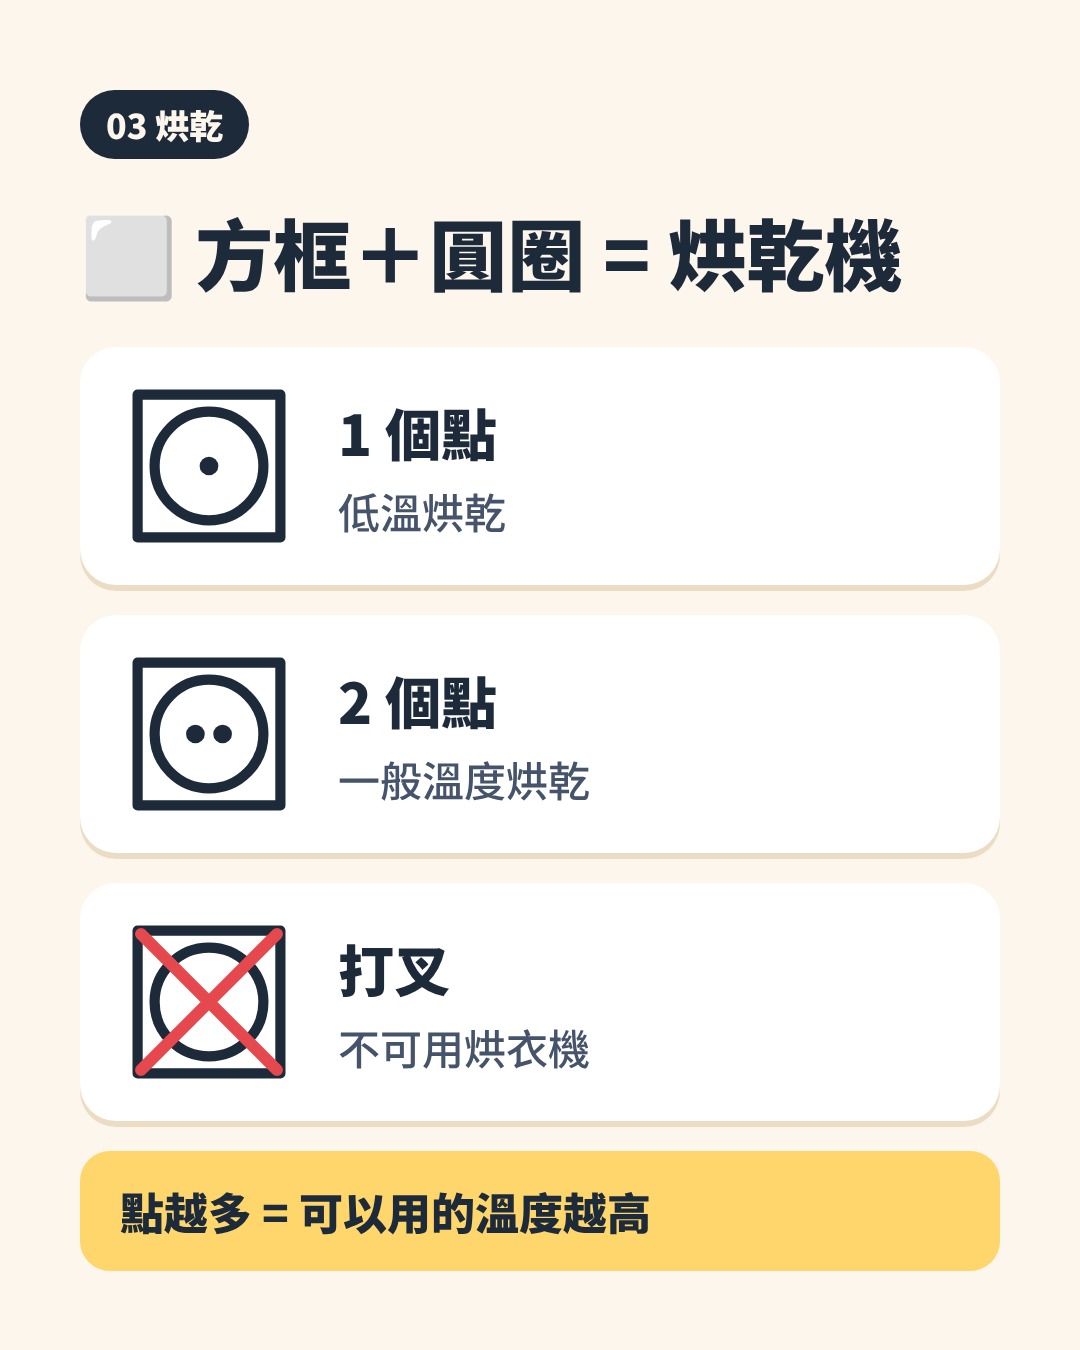 03 烘乾
方框＋圓圈 = 烘乾機
1 個點
低溫烘乾
2 個點
一般溫度烘乾
打叉
不可用烘衣機
點越多 = 可以用的溫度越高